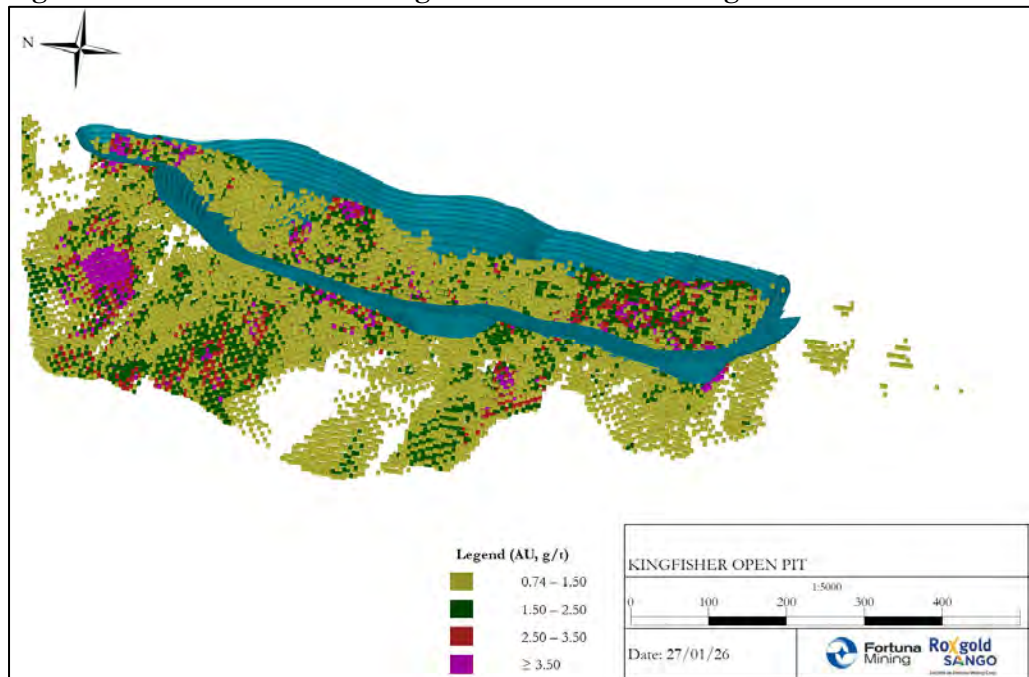 N
Legend (AU, g/t)
0.74 – 1.50
1.50 – 2.50
2.50 – 3.50
≥ 3.50
KINGFISHER OPEN PIT
1:5000
0 100 200 300 400
Date: 27/01/26
Fortuna Mining
Roxgold SANGO